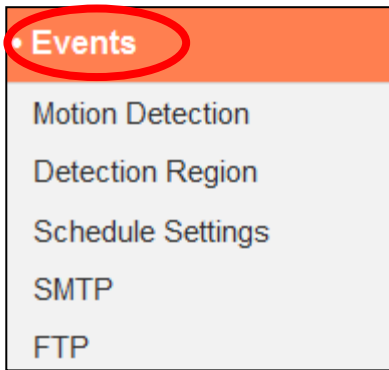 • Events
Motion Detection
Detection Region
Schedule Settings
SMTP
FTP